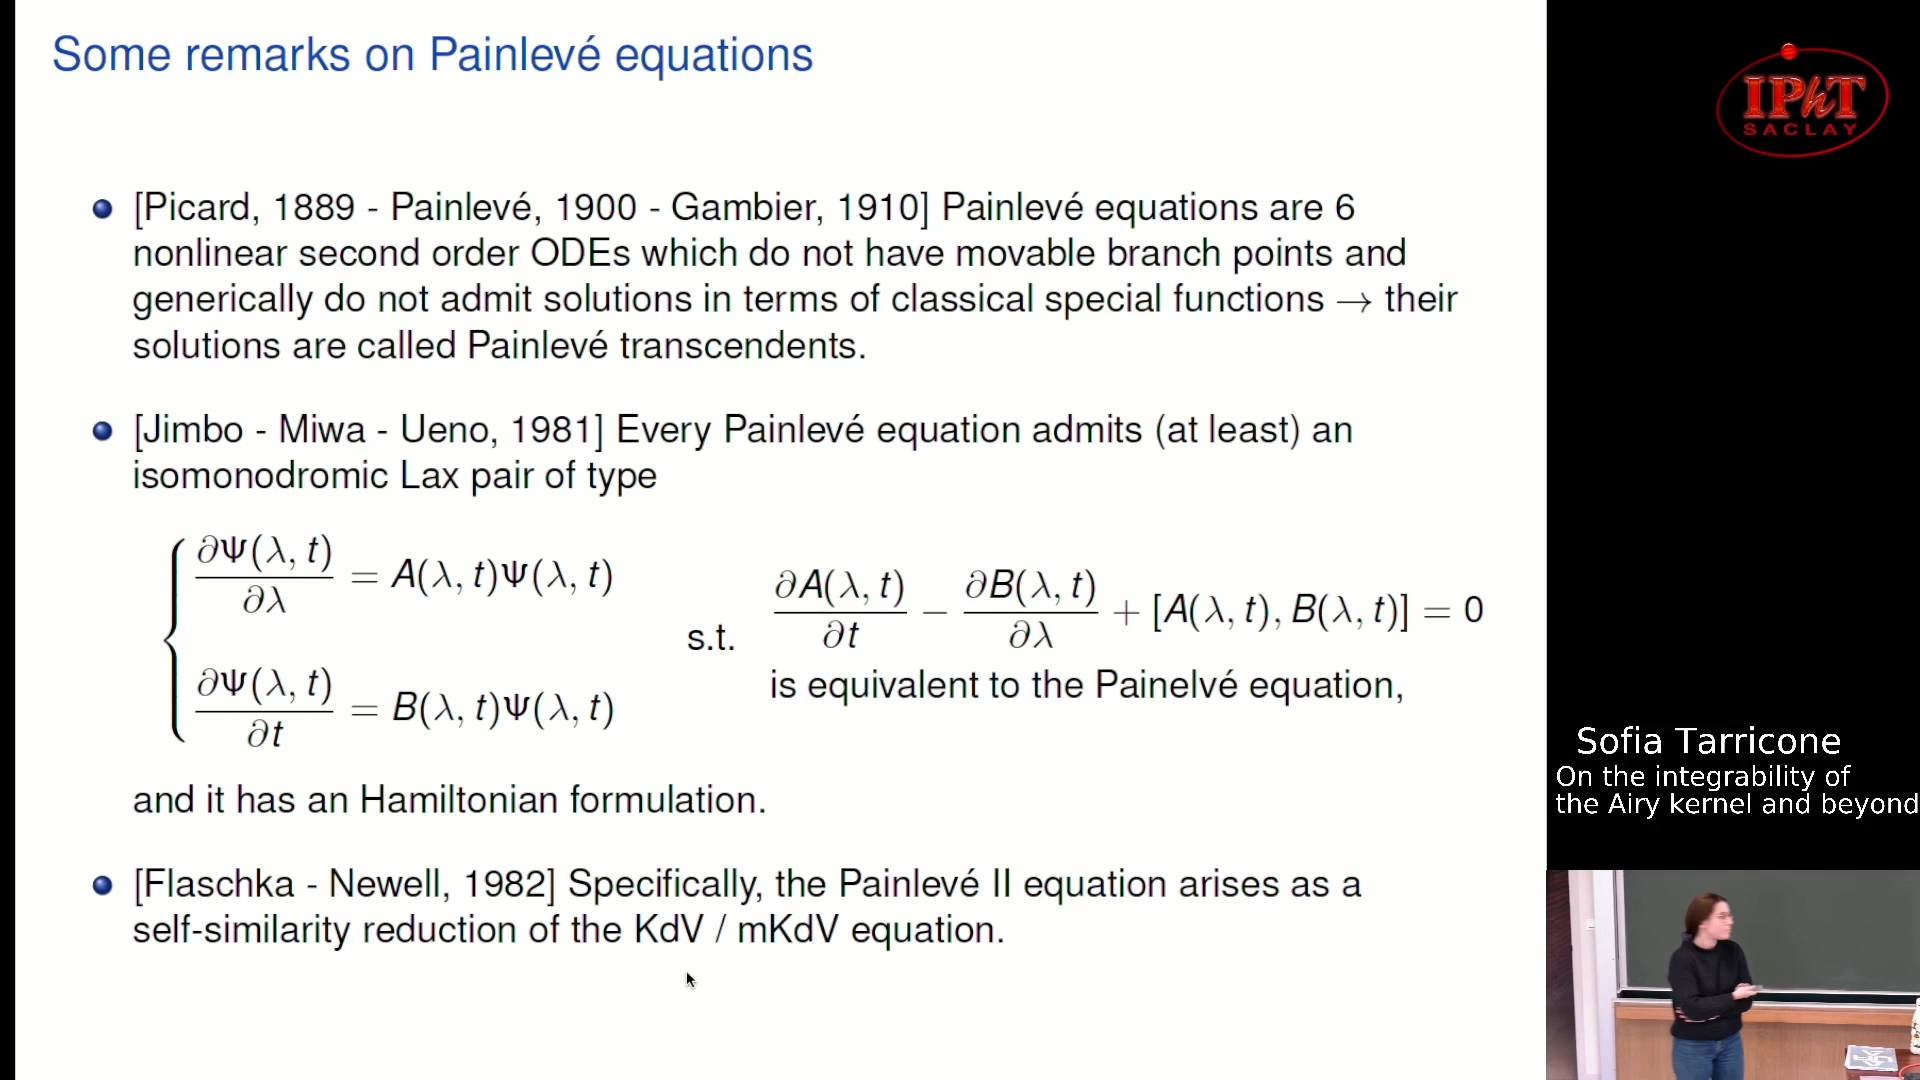 Some remarks on Painlevé equations
[Picard, 1889 - Painlevé, 1900 - Gambier, 1910] Painlevé equations are 6
nonlinear second order ODEs which do not have movable branch points and
generically do not admit solutions in terms of classical special functions → their
solutions are called Painlevé transcendents.
[Jimbo - Miwa - Ueno, 1981] Every Painlevé equation admits (at least) an
isomonodromic Lax pair of type
∂Ψ(λ, t)/∂λ = A(λ, t)Ψ(λ, t)
∂Ψ(λ, t)/∂t = B(λ, t)Ψ(λ, t)
s.t. ∂A(λ, t)/∂t − ∂B(λ, t)/∂λ + [A(λ, t), B(λ, t)] = 0
is equivalent to the Painelvé equation,
and it has an Hamiltonian formulation.
[Flaschka - Newell, 1982] Specifically, the Painlevé II equation arises as a
self-similarity reduction of the KdV / mKdV equation.
IPhT
SACLAY
Sofia Tarricone
On the integrability of
the Airy kernel and beyond